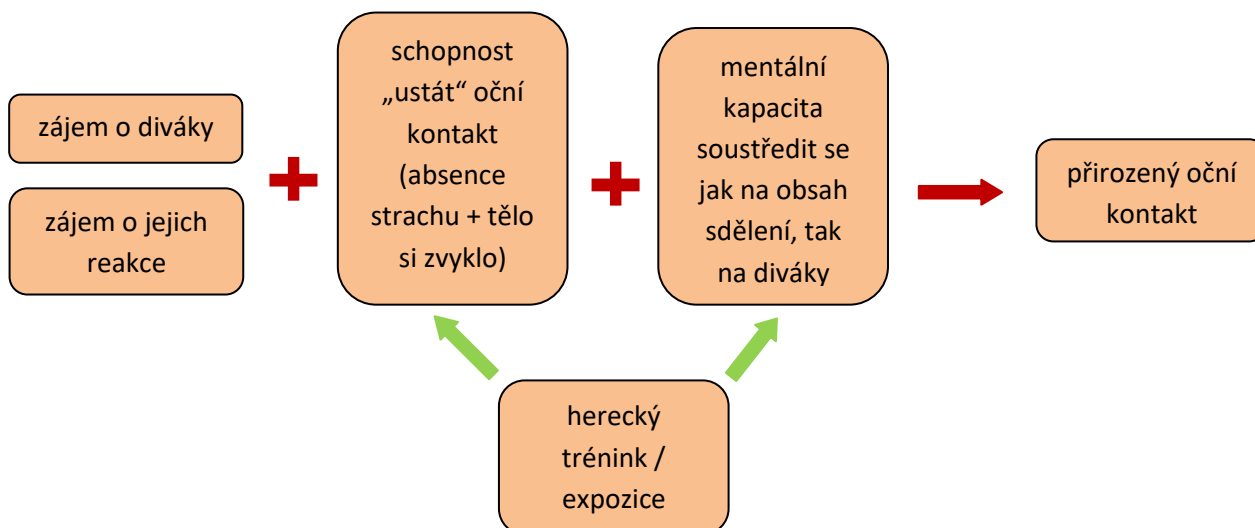 zájem o diváky
zájem o jejich
reakce
schopnost
„ustát“ oční
kontakt
(absence
strachu + tělo
si zvyklo)
mentální
kapacita
soustředit se
jak na obsah
sdělení, tak
na diváky
přirozený oční
kontakt
herecký
trénink /
expozice